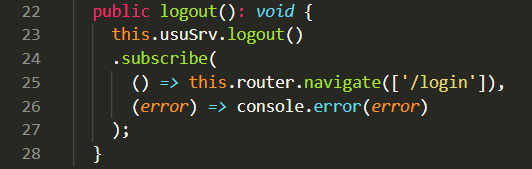 22 public logout(): void {
23 this.usuSrv.logout()
24 .subscribe(
25 () => this.router.navigate(['/login']),
26 (error) => console.error(error)
27 );
28 }